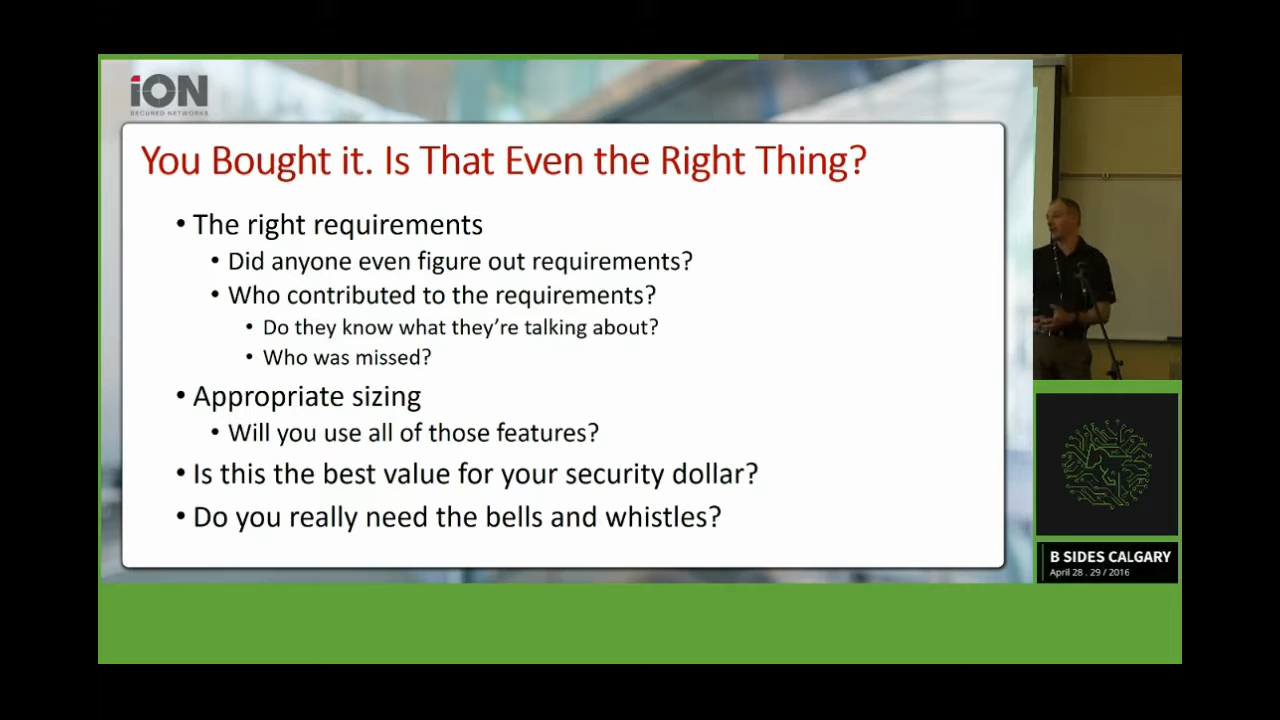 iON
SECURED NETWORKS
You Bought it. Is That Even the Right Thing?
• The right requirements
• Did anyone even figure out requirements?
• Who contributed to the requirements?
• Do they know what they're talking about?
• Who was missed?
• Appropriate sizing
• Will you use all of those features?
• Is this the best value for your security dollar?
• Do you really need the bells and whistles?
B SIDES CALGARY
April 28 . 29 / 2016